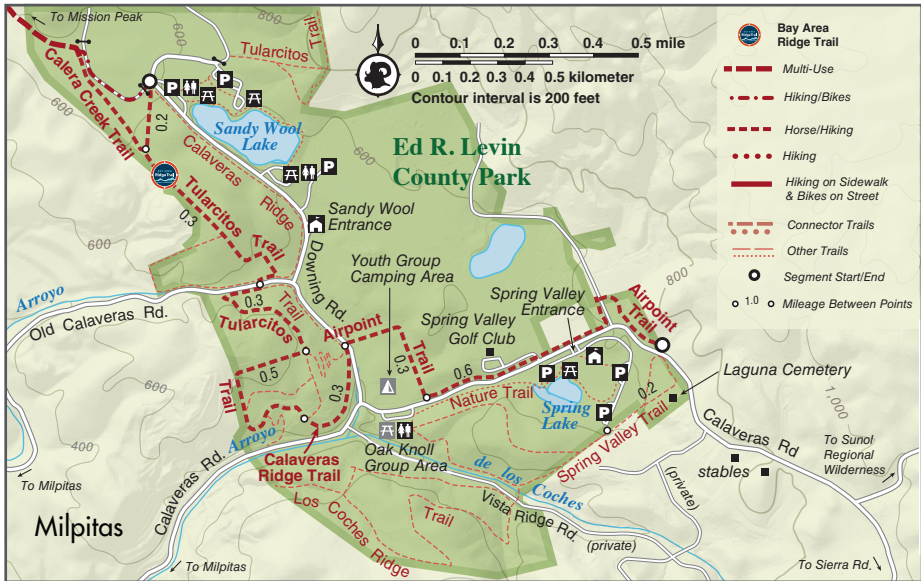 To Mission Peak
800
600
Tularcitos
Trail
Calera Creek Trail
600
0.2
P
P
Sandy Wool
Lake
Calaveras
Ridge
Trail
P
0 0.1 0.2 0.3 0.4 0.5 mile
0 0.1 0.2 0.3 0.4 0.5 kilometer
Contour interval is 200 feet
Ed R. Levin
County Park
600
Ridge Trail
Tularcitos
Trail
0.3
Sandy Wool
Entrance
Downing Rd.
600
Arroyo
Old Calaveras Rd.
0.3
Tularcitos
Trail
0.5
0.3
Airpoint
Trail
0.3
Youth Group
Camping Area
Spring Valley
Golf Club
Spring Valley
Entrance
0.6
Airpoint
Trail
800
P
P
P
0.2
Nature Trail
Spring
Lake
Spring Valley Trail
Laguna Cemetery
1,000
Calaveras Rd
To Sunol
Regional
Wilderness
stables
(private)
To Sierra Rd.
600
400
Arroyo
de los Coches
Calaveras
Ridge Trail
Oak Knoll
Group Area
Calaveras Rd.
Los Coches Ridge
Trail
Vista Ridge Rd.
(private)
To Milpitas
Milpitas
To Milpitas
Bay Area
Ridge Trail
Multi-Use
Hiking/Bikes
Horse/Hiking
Hiking
Hiking on Sidewalk
& Bikes on Street
Connector Trails
Other Trails
Segment Start/End
1.0 Mileage Between Points